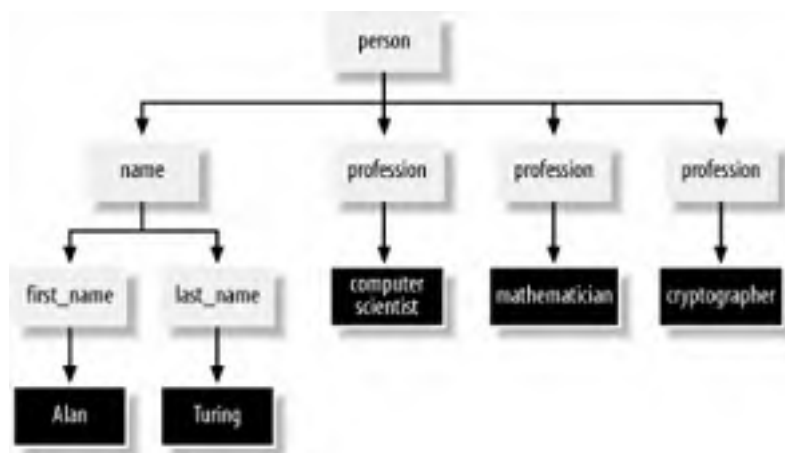 person
name
profession
profession
profession
first_name
last_name
computer
scientist
mathematician
cryptographer
Alan
Turing